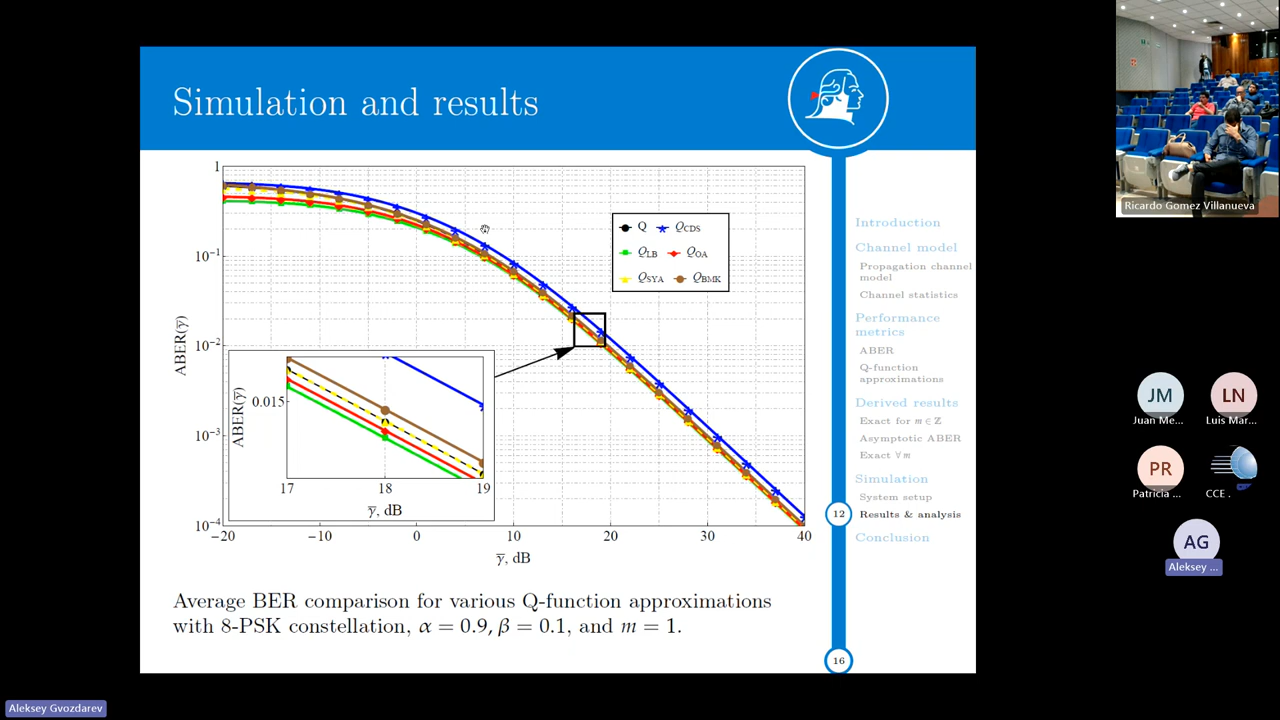 Simulation and results
1
10⁻¹
10⁻²
10⁻³
10⁻⁴
ABER(γ̅)
−20
−10
0
10
20
30
40
γ̅, dB
Q
Q_CDS
Q_LB
Q_OA
Q_SYA
Q_BMK
0.015
ABER(γ̅)
17
18
19
γ̅, dB
Average BER comparison for various Q-function approximations
with 8-PSK constellation, α = 0.9, β = 0.1, and m = 1.
Introduction
Channel model
Propagation channel
model
Channel statistics
Performance
metrics
ABER
Q-function
approximations
Derived results
Exact for m ∈ ℤ
Asymptotic ABER
Exact ∀ m
Simulation
System setup
12
Results & analysis
Conclusion
16
Ricardo Gomez Villanueva
JM
Juan Me...
LN
Luis Mar...
PR
Patricia ...
CCE .
AG
Aleksey ...
Aleksey Gvozdarev